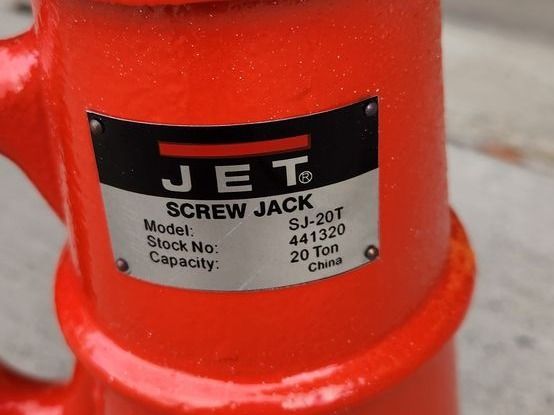 JET®
SCREW JACK
Model: SJ-20T
Stock No: 441320
Capacity: 20 Ton
China